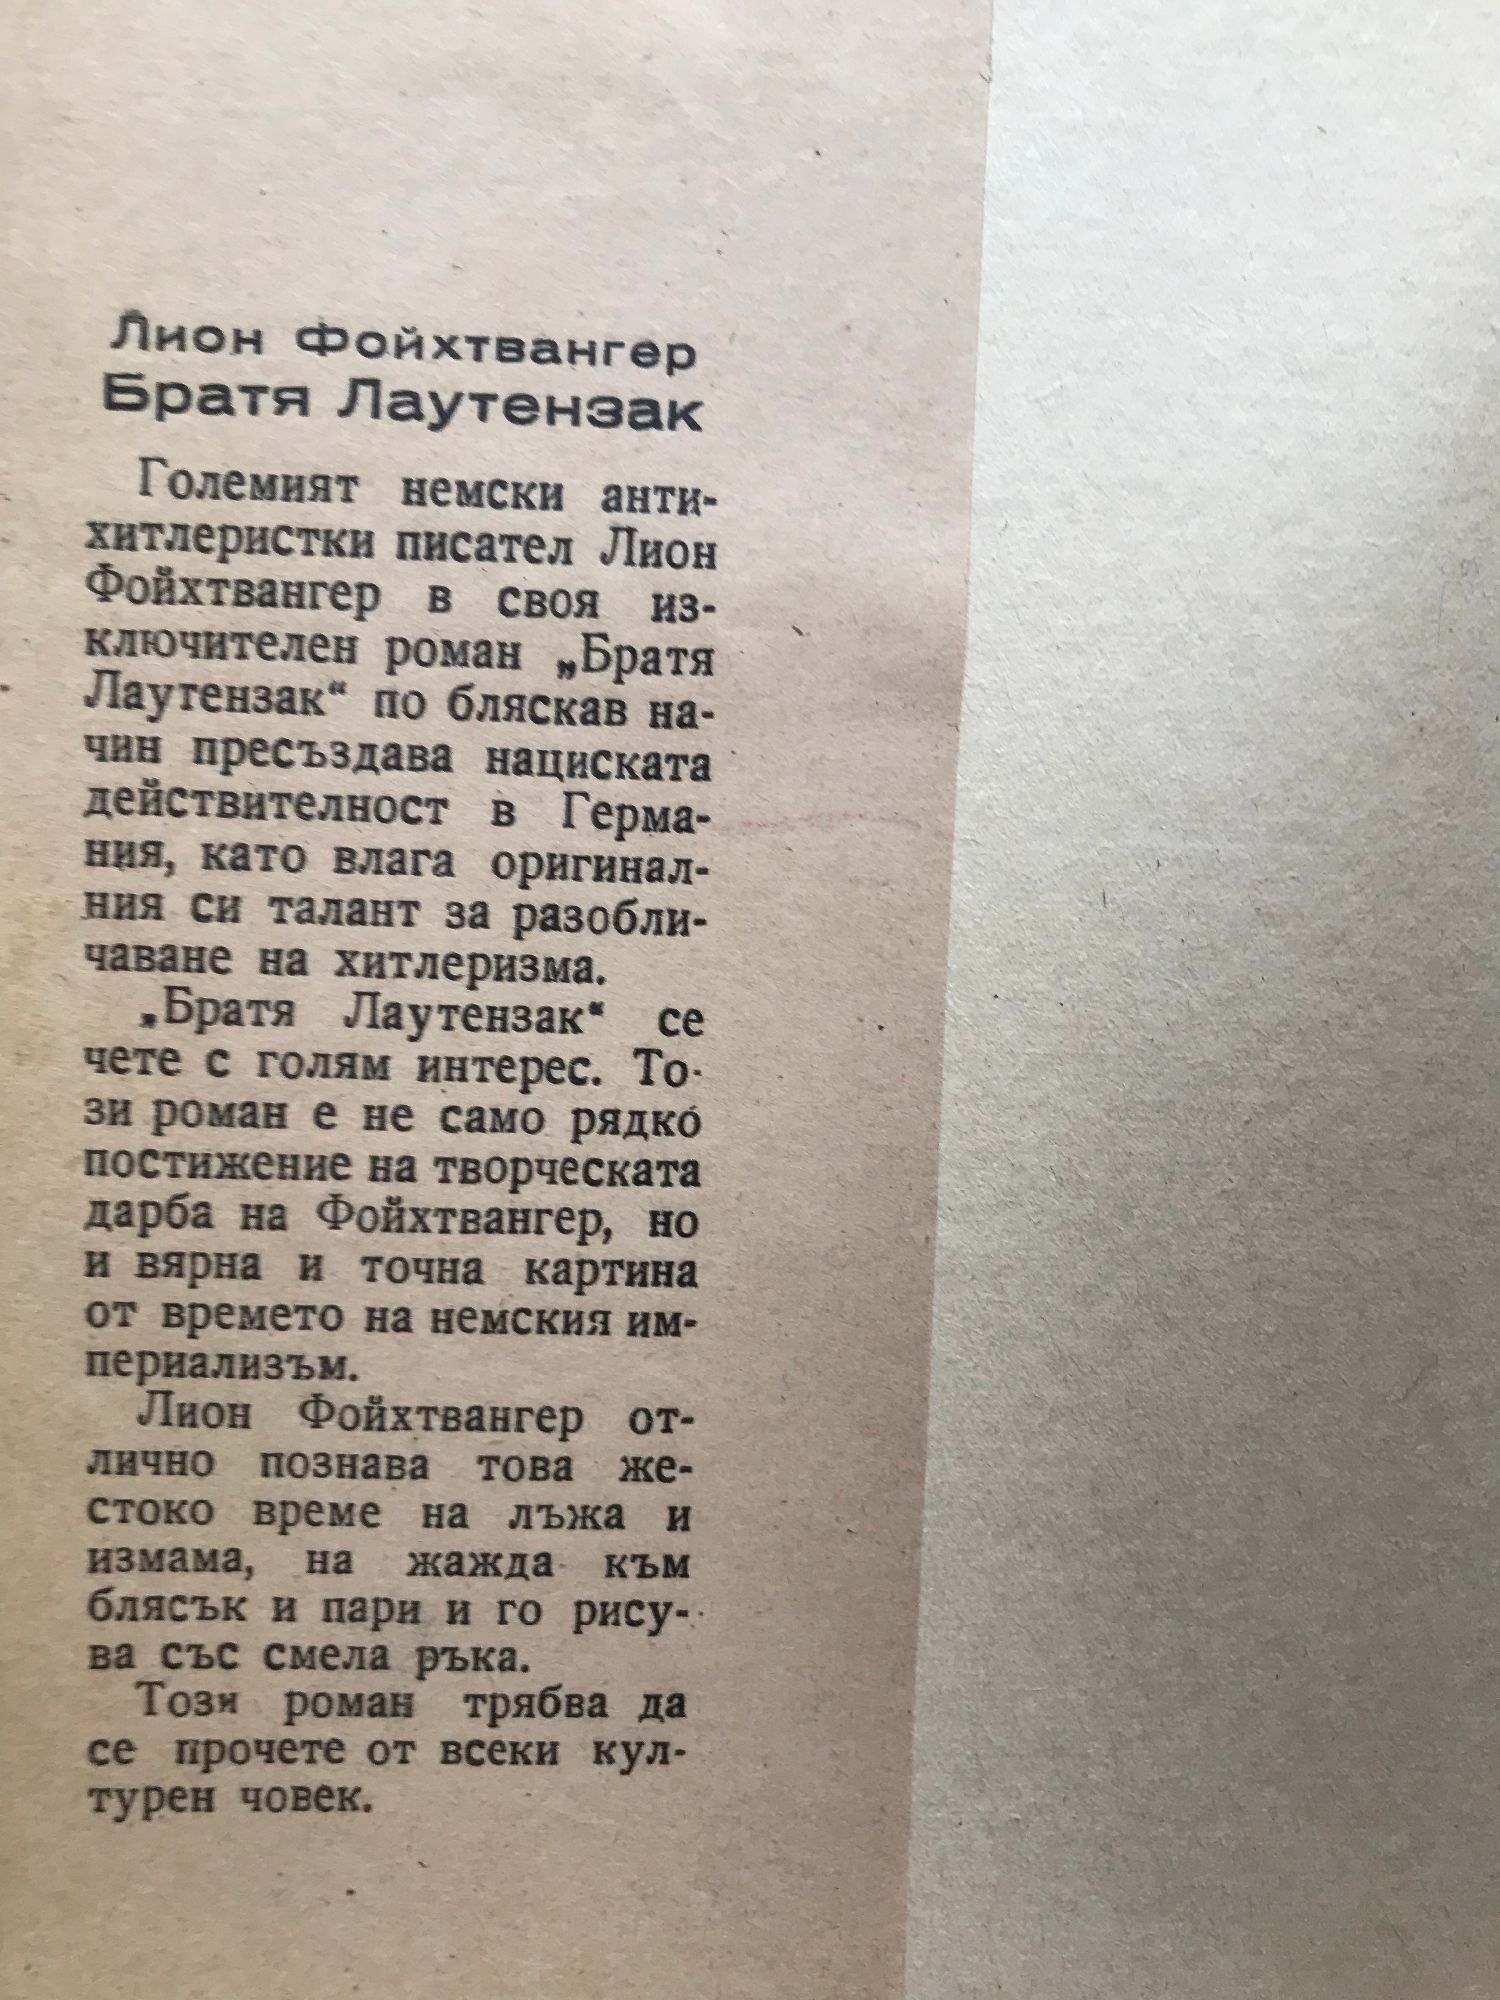 Лион Фойхтвангер
Братя Лаутензак
Големият немски анти-
хитлеристки писател Лион
Фойхтвангер в своя из-
ключителен роман „Братя
Лаутензак“ по бляскав на-
чин пресъздава нациската
действителност в Герма-
ния, като влага оригинал-
ния си талант за разобли-
чаване на хитлеризма.
„Братя Лаутензак“ се
чете с голям интерес. То-
зи роман е не само рядко
постижение на творческата
дарба на Фойхтвангер, но
и вярна и точна картина
от времето на немския им-
периализъм.
Лион Фойхтвангер от-
лично познава това же-
стоко време на лъжа и
измама, на жажда към
блясък и пари и го рису-
ва със смела ръка.
Този роман трябва да
се прочете от всеки кул-
турен човек.